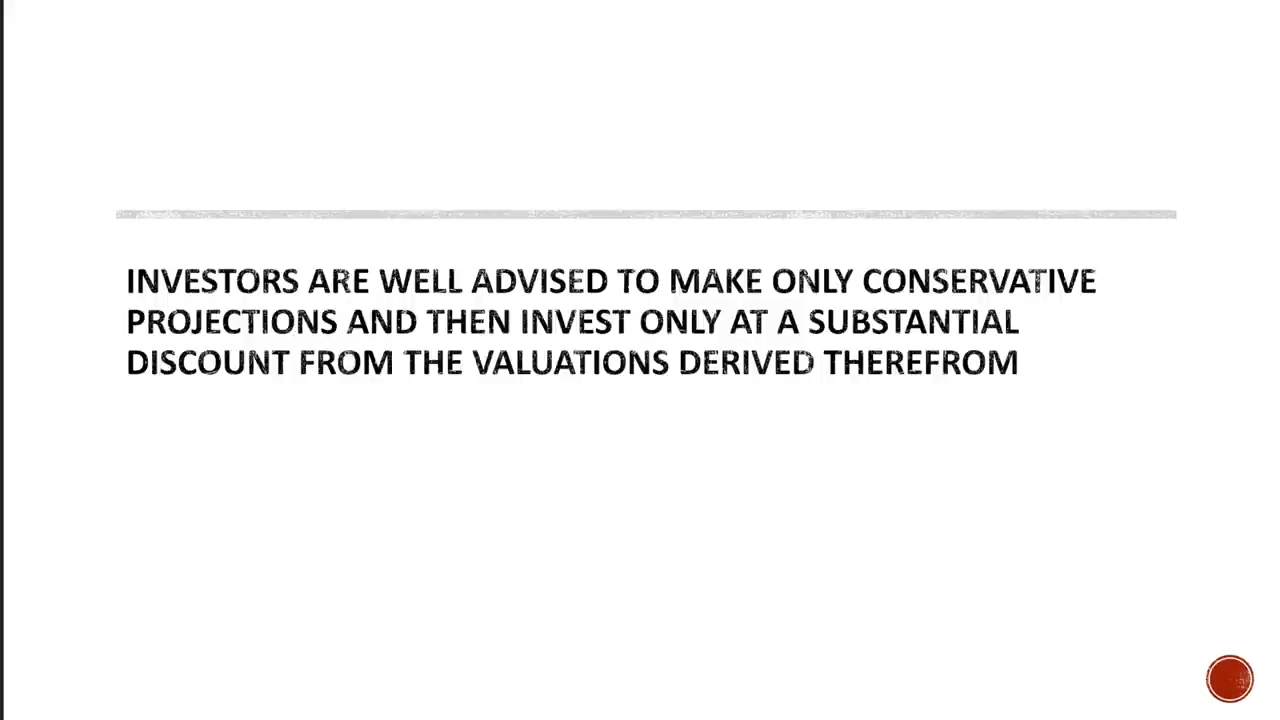 INVESTORS ARE WELL ADVISED TO MAKE ONLY CONSERVATIVE
PROJECTIONS AND THEN INVEST ONLY AT A SUBSTANTIAL
DISCOUNT FROM THE VALUATIONS DERIVED THEREFROM